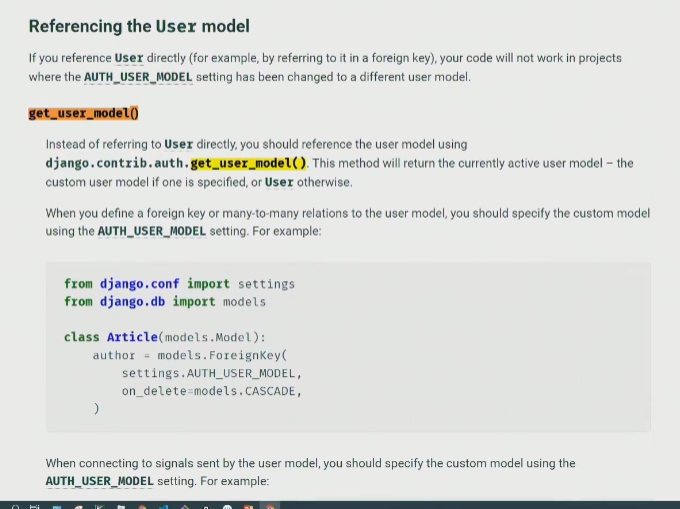 Referencing the User model
If you reference User directly (for example, by referring to it in a foreign key), your code will not work in projects
where the AUTH_USER_MODEL setting has been changed to a different user model.
get_user_model()
Instead of referring to User directly, you should reference the user model using
django.contrib.auth.get_user_model(). This method will return the currently active user model – the
custom user model if one is specified, or User otherwise.
When you define a foreign key or many-to-many relations to the user model, you should specify the custom model
using the AUTH_USER_MODEL setting. For example:
from django.conf import settings
from django.db import models
class Article(models.Model):
author = models.ForeignKey(
settings.AUTH_USER_MODEL,
on_delete=models.CASCADE,
)
When connecting to signals sent by the user model, you should specify the custom model using the
AUTH_USER_MODEL setting. For example: